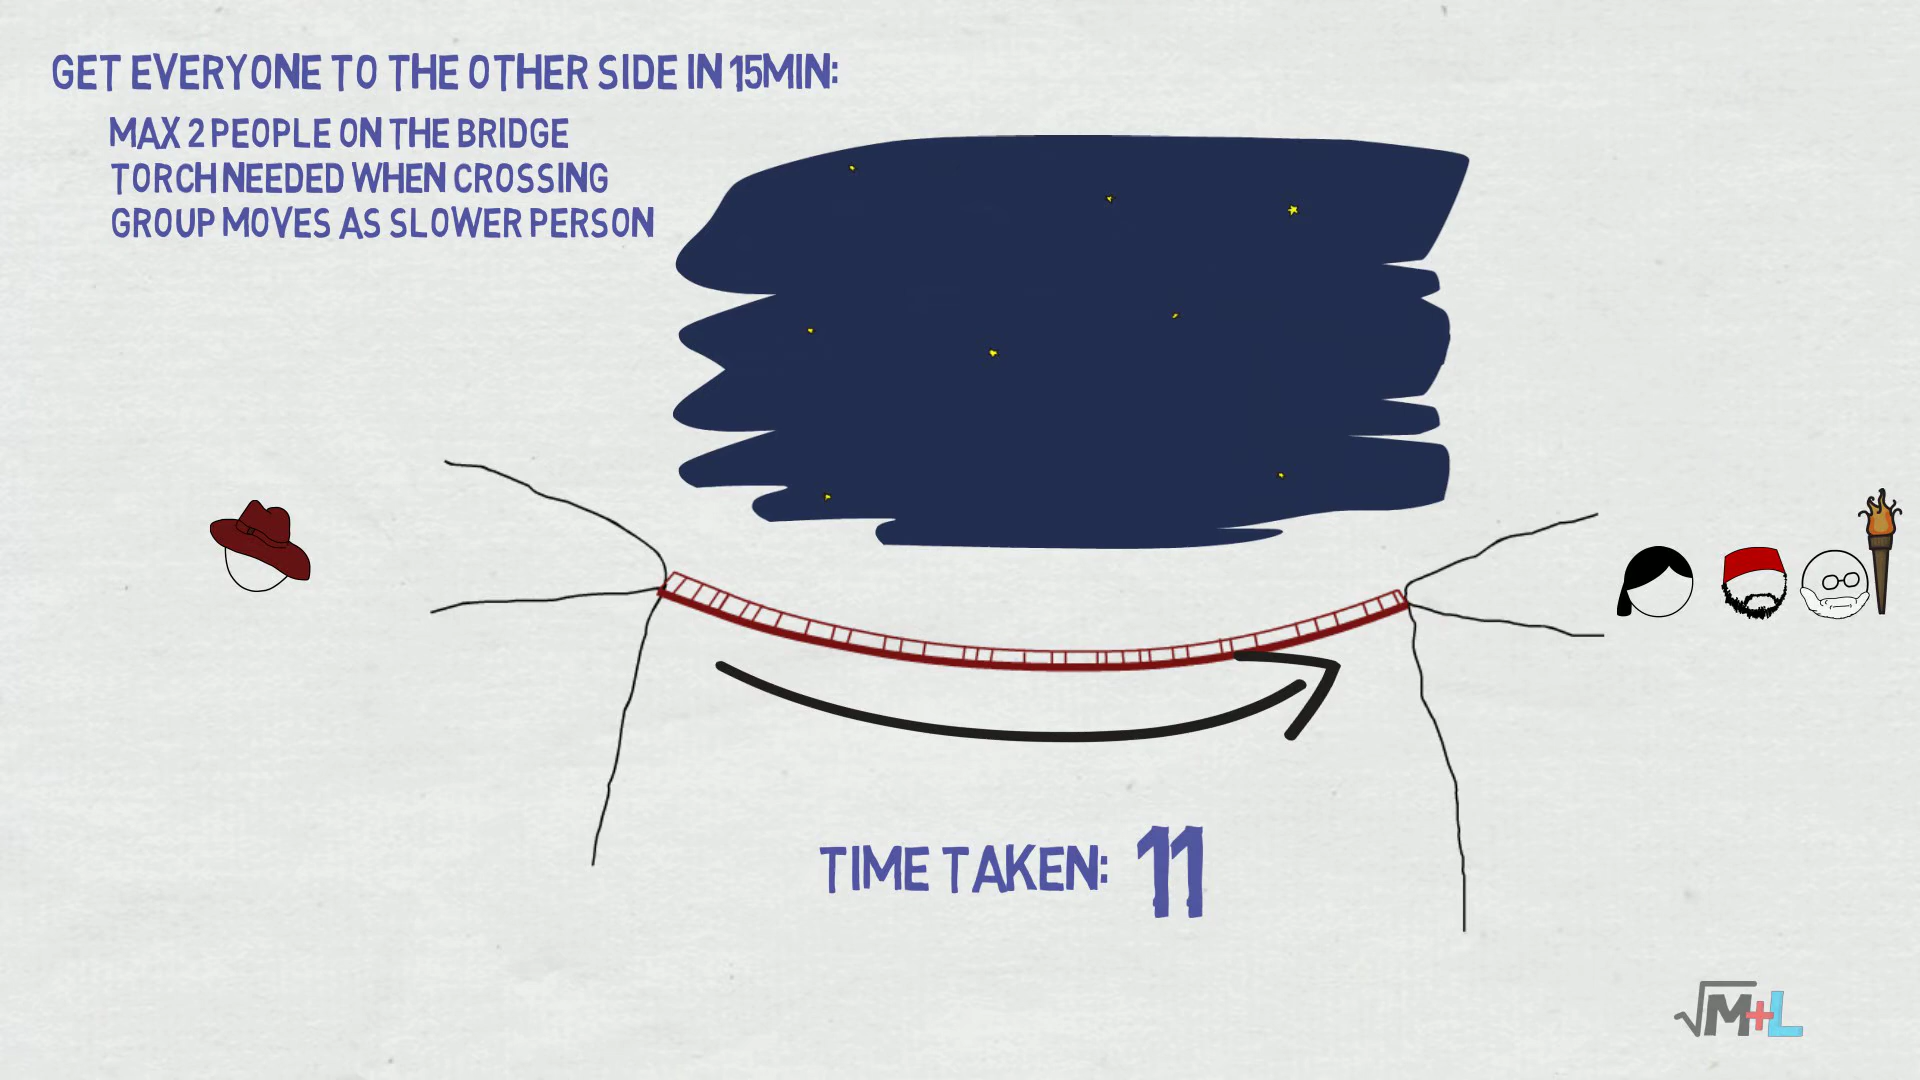 GET EVERYONE TO THE OTHER SIDE IN 15MIN:
MAX 2 PEOPLE ON THE BRIDGE
TORCH NEEDED WHEN CROSSING
GROUP MOVES AS SLOWER PERSON
TIME TAKEN: 11
√M+L